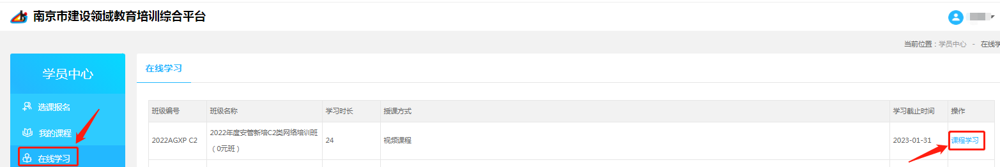 南京市建设领域教育培训综合平台
当前位置：学员中心 - 在线学
学员中心
在线学习
选课报名
班级编号 班级名称 学习时长 授课方式 学习截止时间 操作
我的课程
2022AGXP C2 2022年度安管新培C2类网络培训班 24 视频课程 2023-01-31 课程学习
（0元班）
在线学习